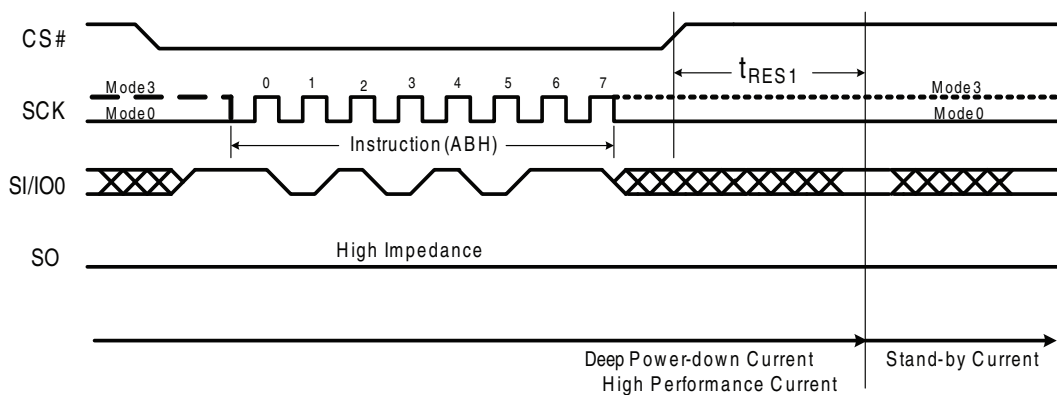 CS#
tRES1
0 1 2 3 4 5 6 7
Mode3 Mode3
SCK
Mode0 Mode0
Instruction(ABH)
SI/IO0
High Impedance
SO
Deep Power-down Current Stand-by Current
High Performance Current